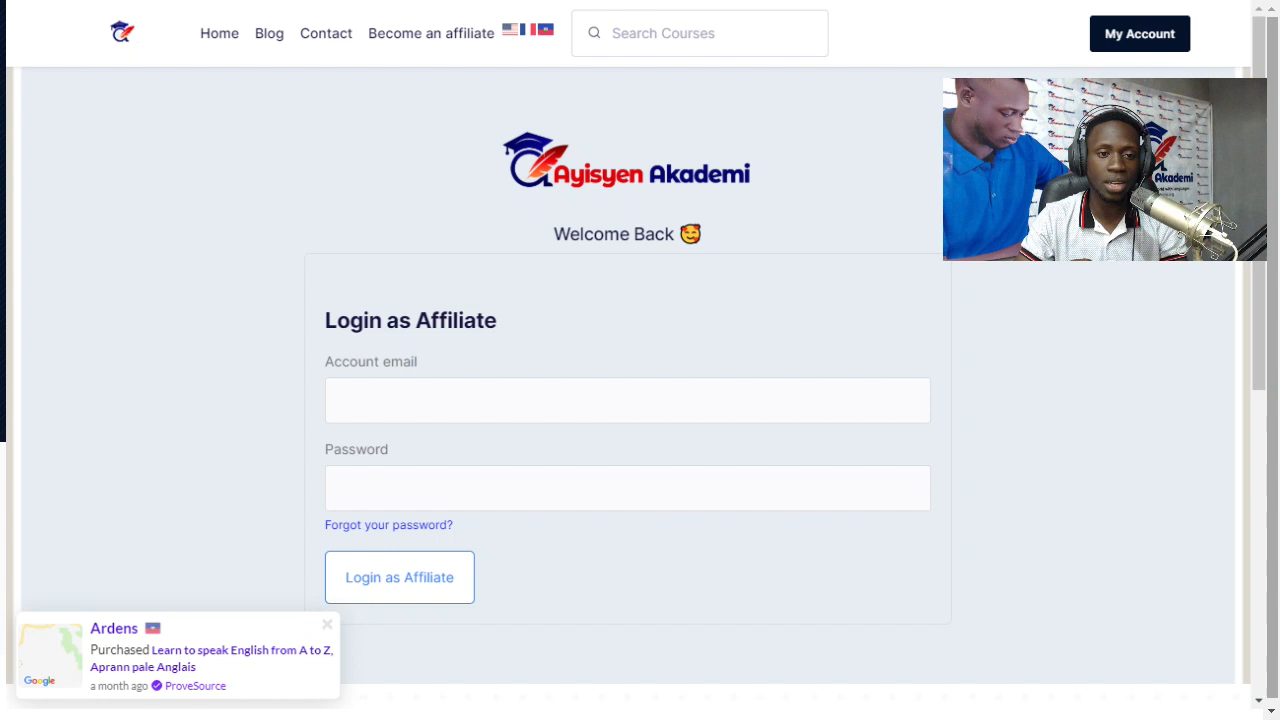 Home Blog Contact Become an affiliate Search Courses My Account
Ayisyen Akademi
Welcome Back 🥰
Login as Affiliate
Account email
Password
Forgot your password?
Login as Affiliate
Ardens
Purchased Learn to speak English from A to Z,
Aprann pale Anglais
a month ago ProveSource
Google